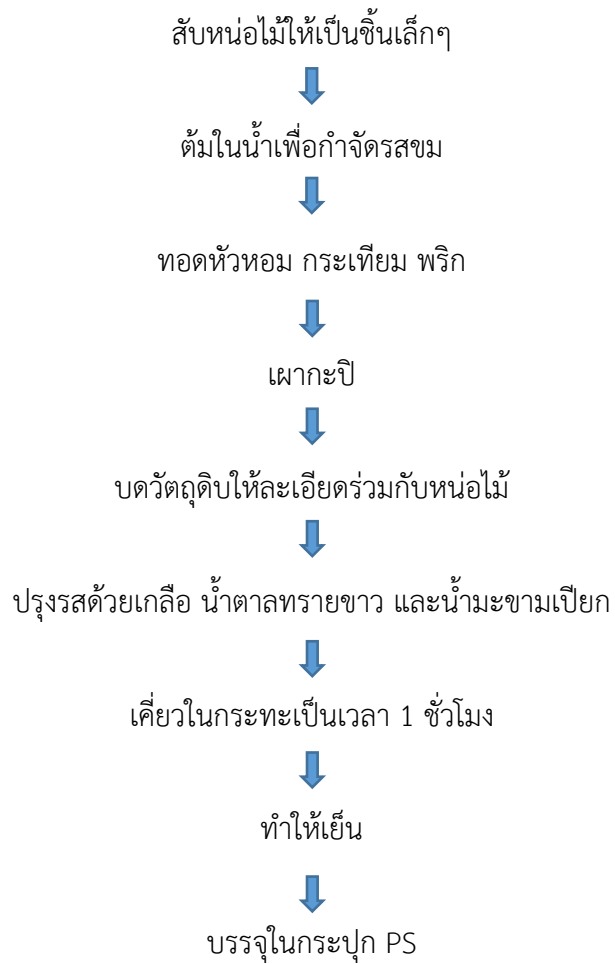 สับหน่อไม้ให้เป็นชิ้นเล็กๆ
ต้มในน้ำเพื่อกำจัดรสขม
ทอดหัวหอม กระเทียม พริก
เผากะปิ
บดวัตถุดิบให้ละเอียดร่วมกับหน่อไม้
ปรุงรสด้วยเกลือ น้ำตาลทรายขาว และน้ำมะขามเปียก
เคี่ยวในกระทะเป็นเวลา 1 ชั่วโมง
ทำให้เย็น
บรรจุในกระปุก PS